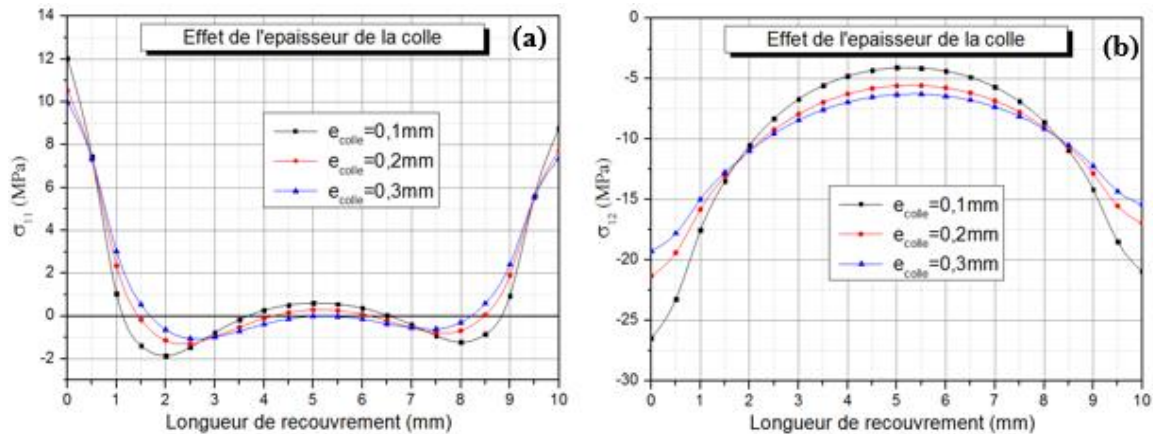 Effet de l'epaisseur de la colle
(a)
14
12
10
8
6
4
2
0
-2
σ11 (MPa)
ecolle=0,1mm
ecolle=0,2mm
ecolle=0,3mm
0 1 2 3 4 5 6 7 8 9 10
Longueur de recouvrement (mm)
Effet de l'epaisseur de la colle
(b)
0
-5
-10
-15
-20
-25
-30
σ12 (MPa)
ecolle=0,1mm
ecolle=0,2mm
ecolle=0,3mm
0 1 2 3 4 5 6 7 8 9 10
Longueur de recouvrement (mm)